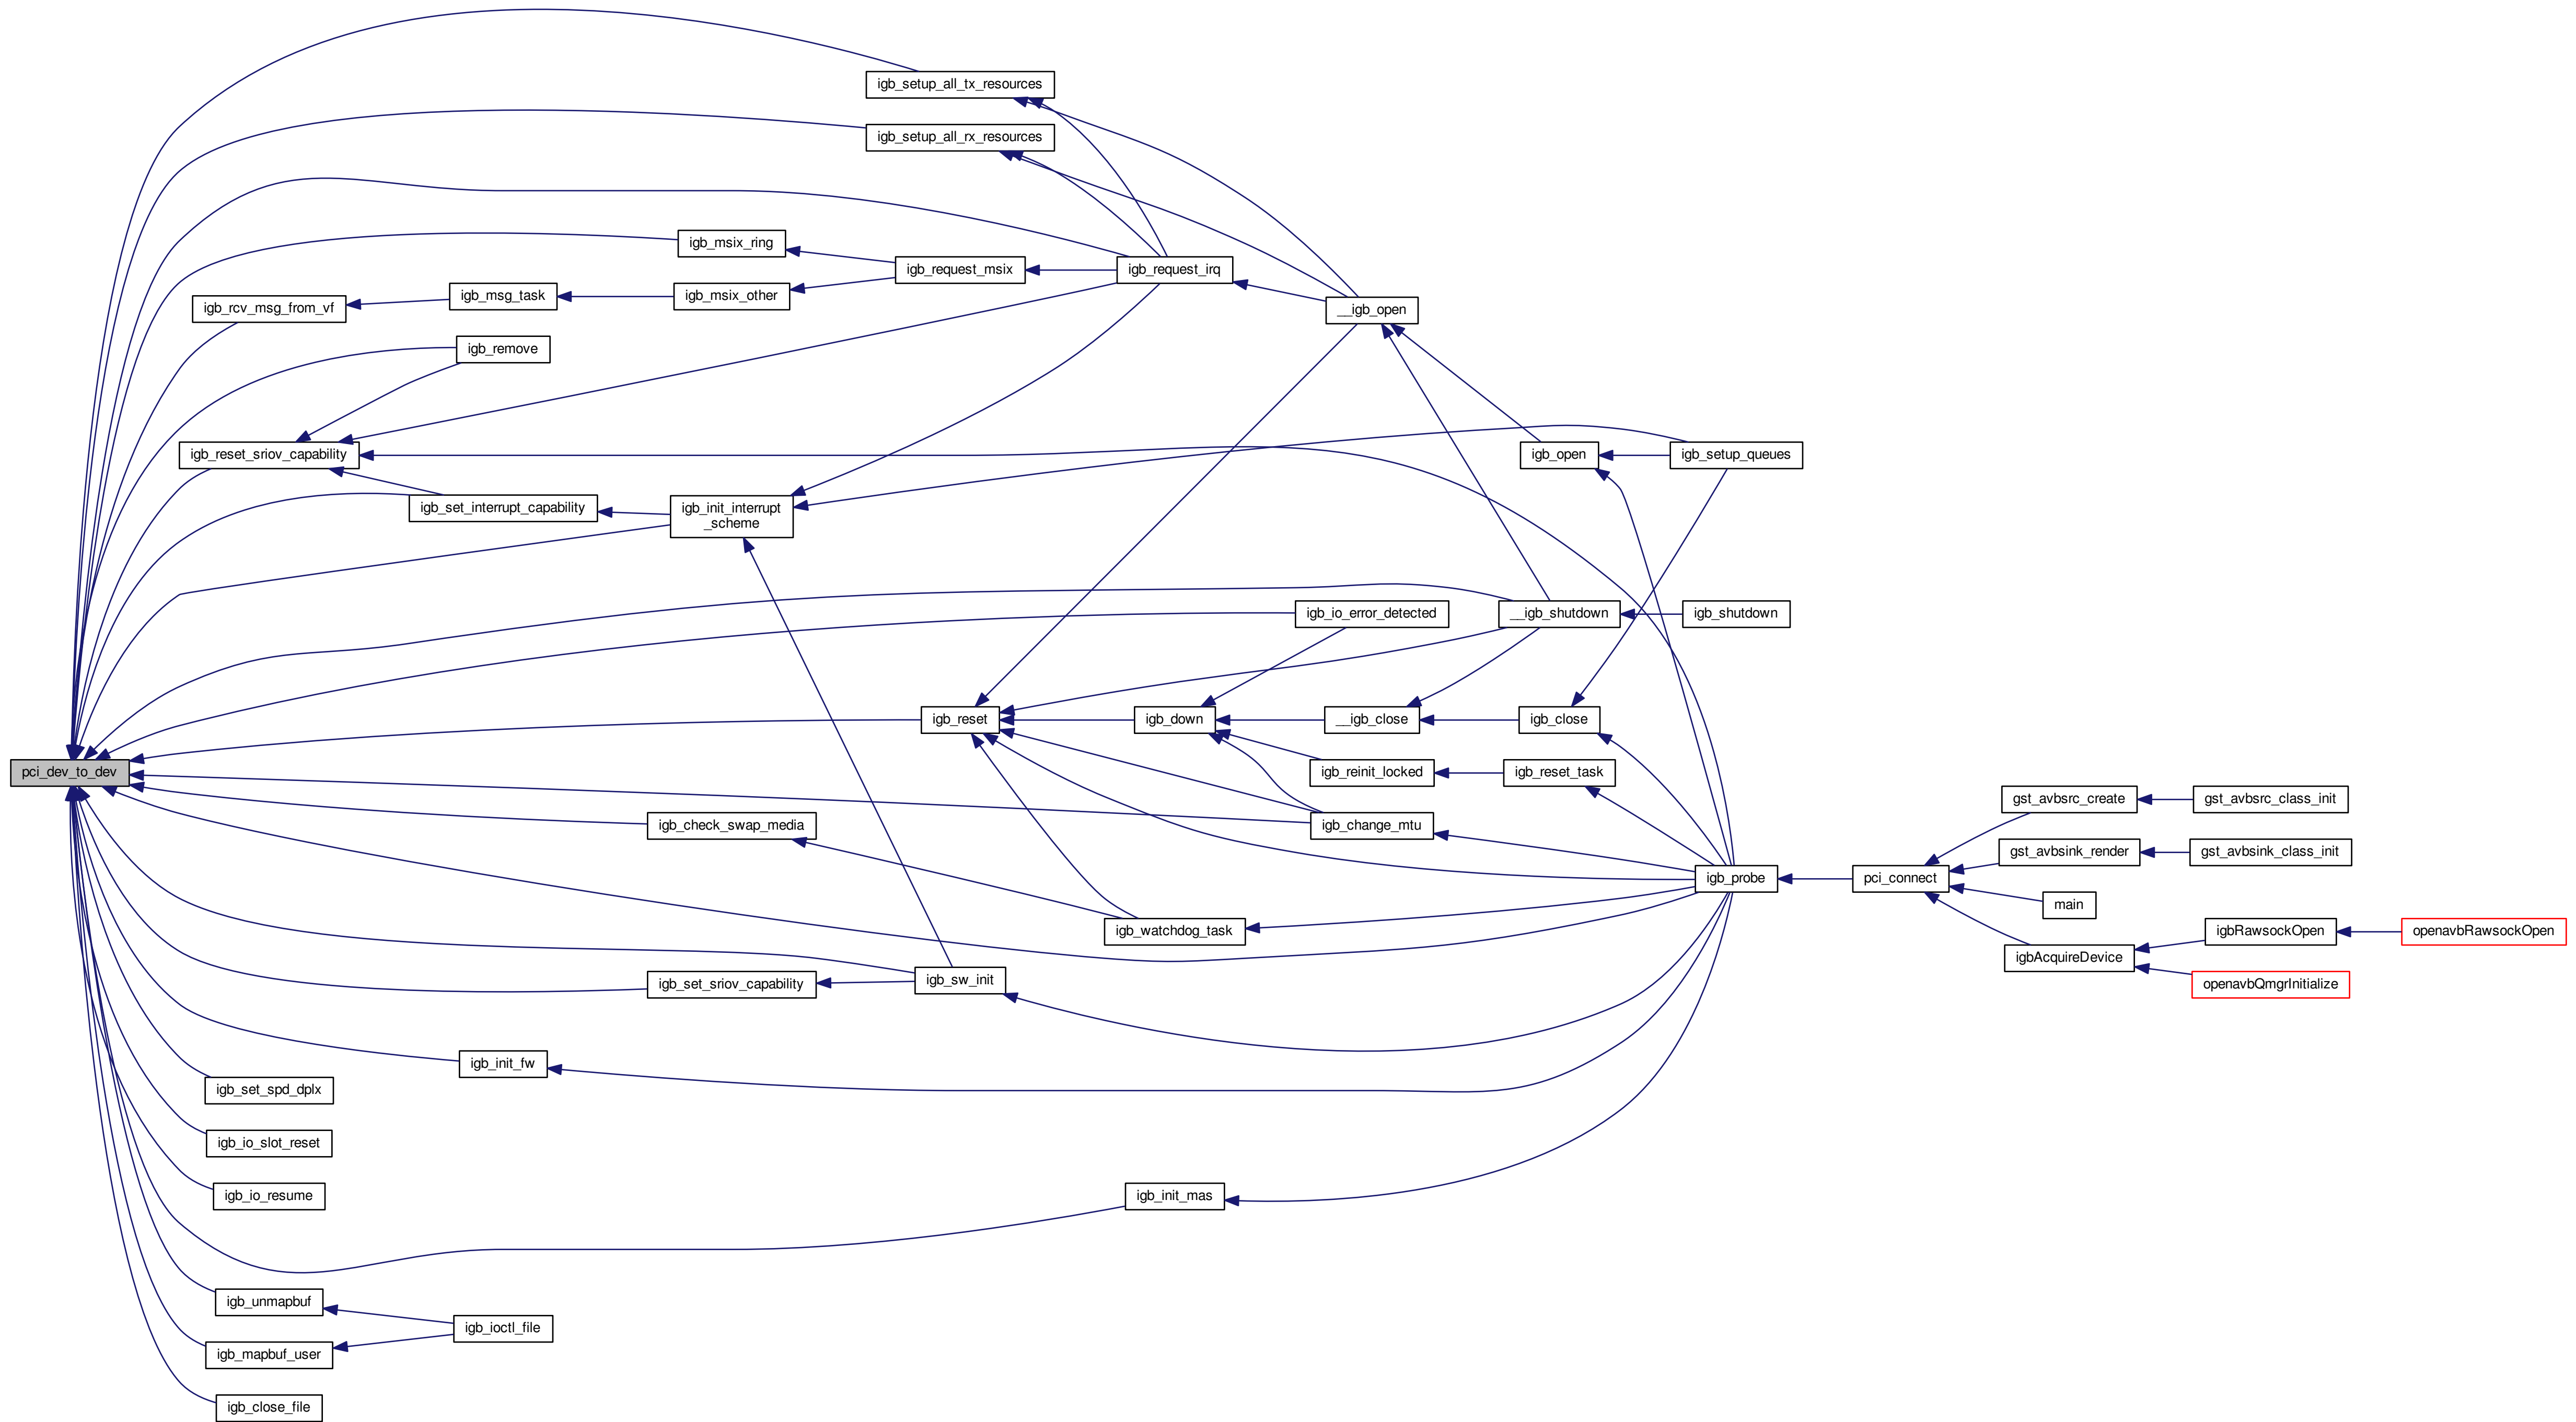 igb_setup_all_tx_resources
igb_setup_all_rx_resources
igb_msix_ring
igb_request_msix
igb_request_irq
igb_rcv_msg_from_vf
igb_msg_task
igb_msix_other
__igb_open
igb_remove
igb_reset_sriov_capability
igb_open
igb_setup_queues
igb_set_interrupt_capability
igb_init_interrupt
_scheme
igb_io_error_detected
__igb_shutdown
igb_shutdown
igb_reset
igb_down
__igb_close
igb_close
pci_dev_to_dev
igb_reinit_locked
igb_reset_task
gst_avbsrc_create
gst_avbsrc_class_init
igb_check_swap_media
igb_change_mtu
gst_avbsink_render
gst_avbsink_class_init
igb_probe
pci_connect
main
igb_watchdog_task
igbRawsockOpen
openavbRawsockOpen
igbAcquireDevice
igb_set_sriov_capability
igb_sw_init
openavbQmgrInitialize
igb_init_fw
igb_set_spd_dplx
igb_io_slot_reset
igb_io_resume
igb_init_mas
igb_unmapbuf
igb_ioctl_file
igb_mapbuf_user
igb_close_file